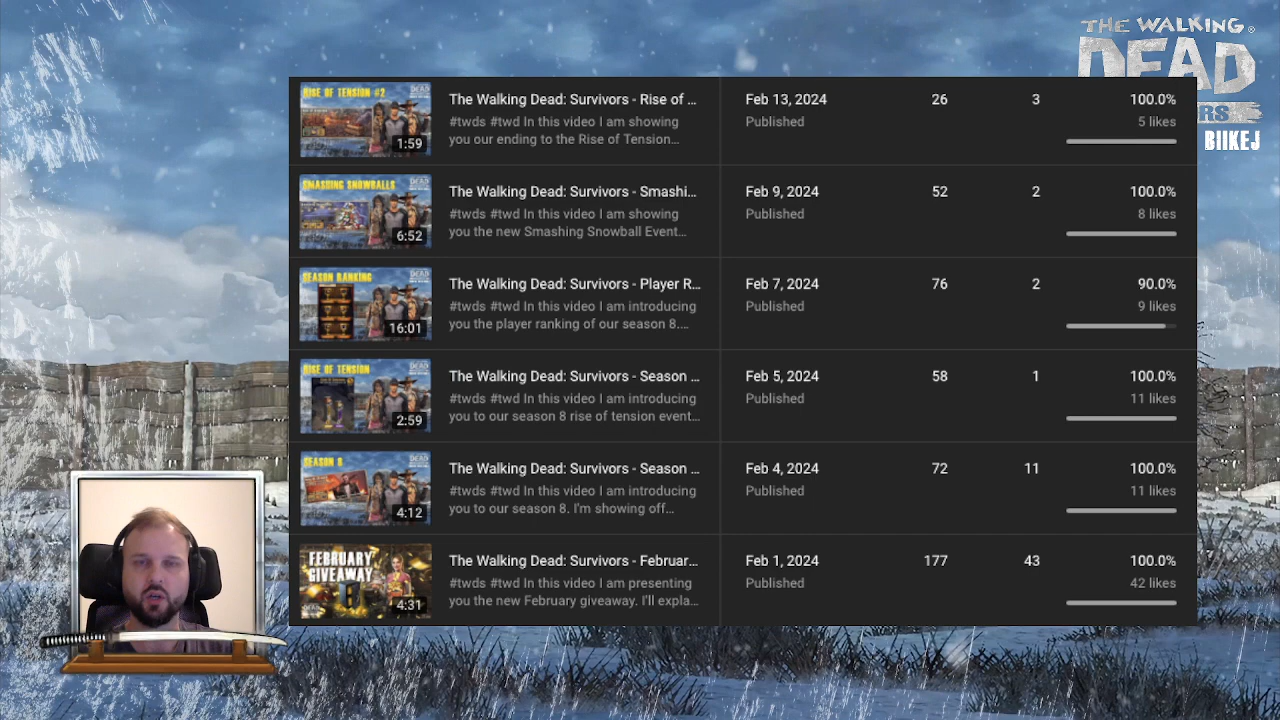 THE WALKING
DEAD
RS
BIIKEJ
RISE OF TENSION #2
DEAD
1:59
The Walking Dead: Survivors - Rise of ...
#twds #twd In this video I am showing
you our ending to the Rise of Tension...
Feb 13, 2024
Published
26
3
100.0%
5 likes
SMASHING SNOWBALLS
DEAD
6:52
The Walking Dead: Survivors - Smashi...
#twds #twd In this video I am showing
you the new Smashing Snowball Event...
Feb 9, 2024
Published
52
2
100.0%
8 likes
SEASON RANKING
DEAD
16:01
The Walking Dead: Survivors - Player R...
#twds #twd In this video I am introducing
you the player ranking of our season 8....
Feb 7, 2024
Published
76
2
90.0%
9 likes
RISE OF TENSION
DEAD
2:59
The Walking Dead: Survivors - Season ...
#twds #twd In this video I am introducing
you to our season 8 rise of tension event...
Feb 5, 2024
Published
58
1
100.0%
11 likes
SEASON 8
DEAD
4:12
The Walking Dead: Survivors - Season ...
#twds #twd In this video I am introducing
you to our season 8. I'm showing off...
Feb 4, 2024
Published
72
11
100.0%
11 likes
FEBRUARY
GIVEAWAY
DEAD
4:31
The Walking Dead: Survivors - Februar...
#twds #twd In this video I am presenting
you the new February giveaway. I'll expla...
Feb 1, 2024
Published
177
43
100.0%
42 likes